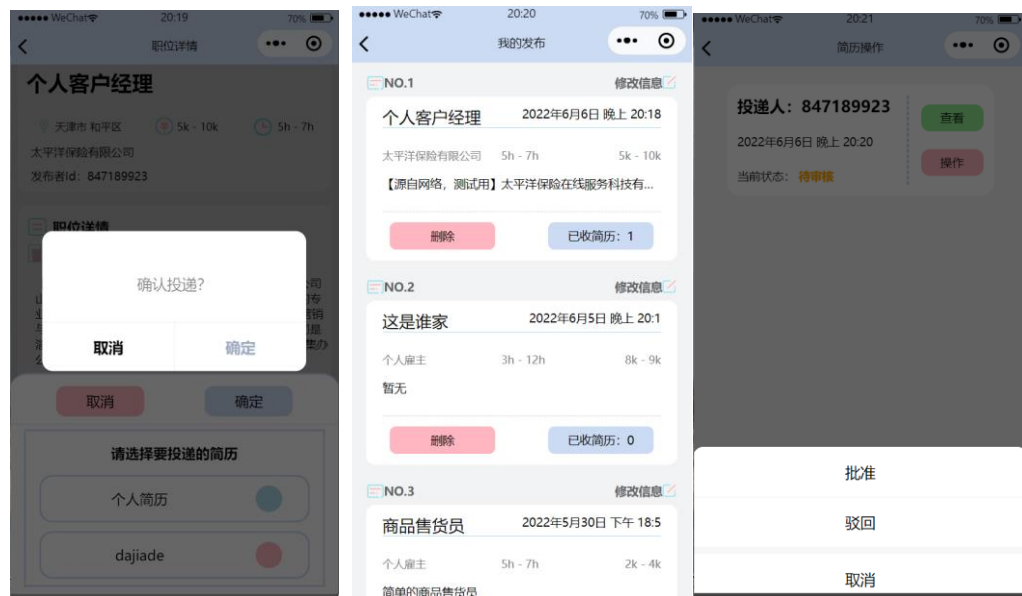 WeChat
20:19
70%
职位详情
个人客户经理
天津市 和平区
5k - 10k
5h - 7h
太平洋保险有限公司
发布者Id: 847189923
职位详情
确认投递?
取消
确定
取消
确定
请选择要投递的简历
个人简历
dajiade
WeChat
20:20
70%
我的发布
NO.1
修改信息
个人客户经理
2022年6月6日 晚上 20:18
太平洋保险有限公司
5h - 7h
5k - 10k
【源自网络，测试用】太平洋保险在线服务科技有...
删除
已收简历: 1
NO.2
修改信息
这是谁家
2022年6月5日 晚上 20:1
个人雇主
3h - 12h
8k - 9k
暂无
删除
已收简历: 0
NO.3
修改信息
商品售货员
2022年5月30日 下午 18:5
个人雇主
5h - 7h
2k - 4k
简单的商品售货员
WeChat
20:21
70%
简历操作
投递人: 847189923
查看
2022年6月6日 晚上 20:20
操作
当前状态: 待审核
批准
驳回
取消